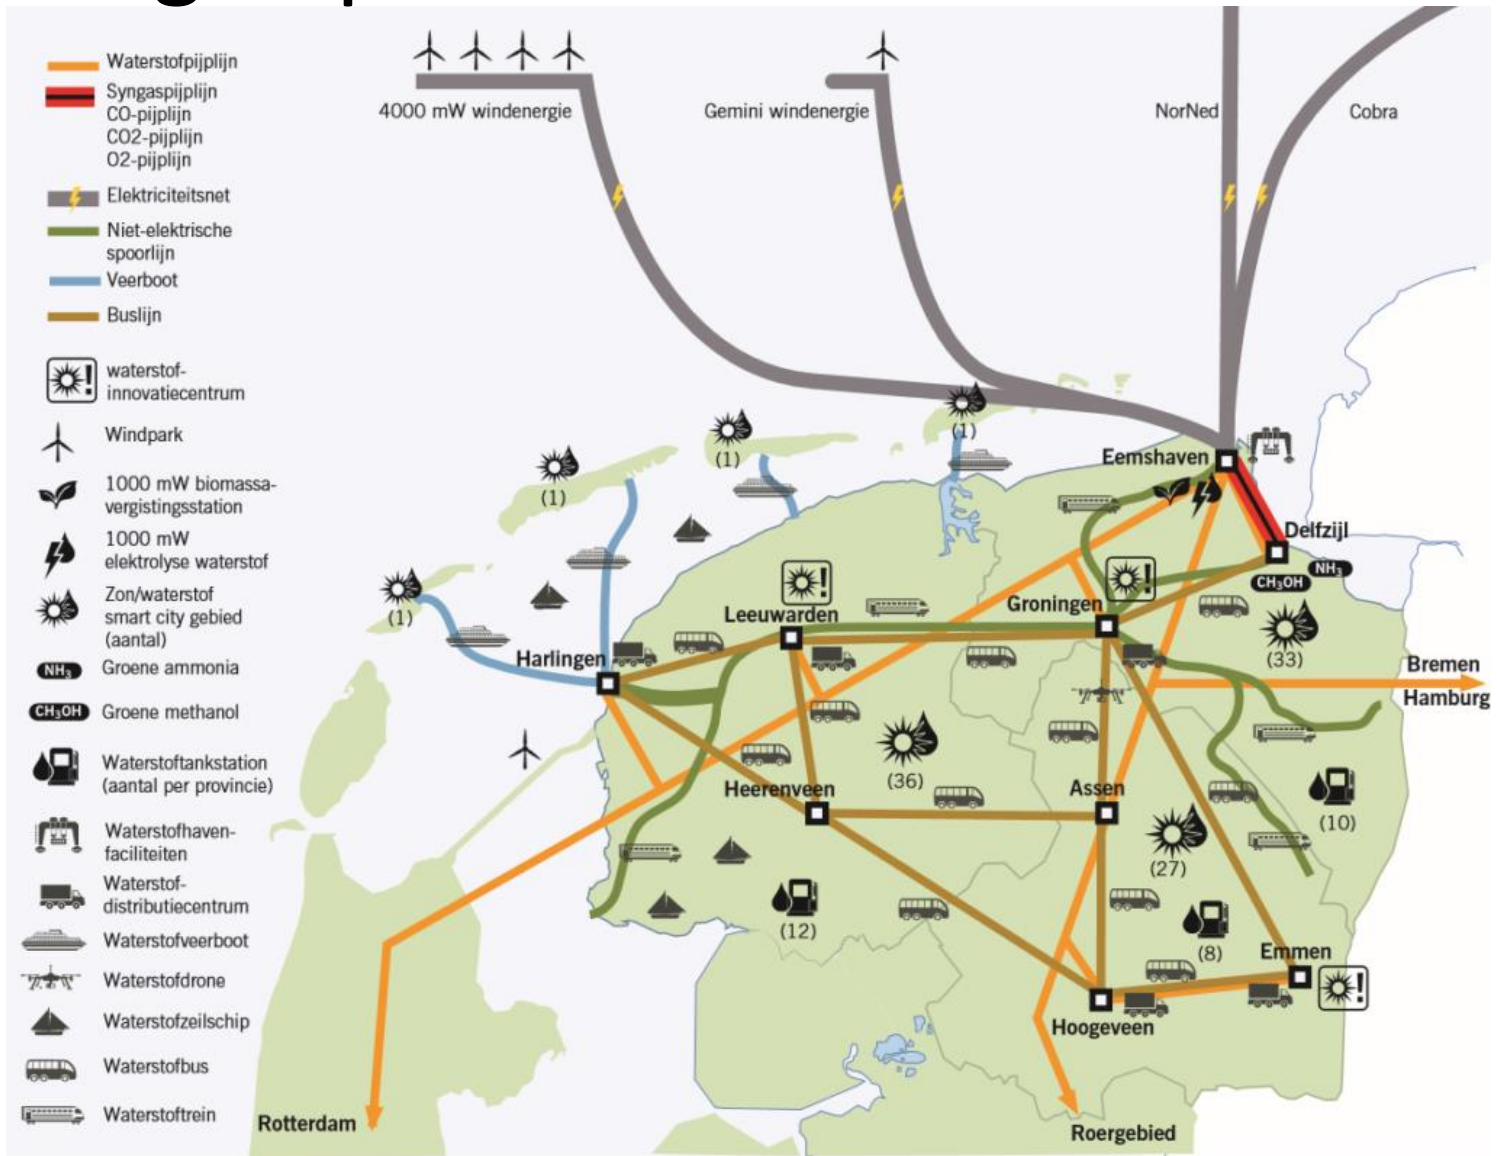 Waterstofpijplijn
Syngaspijplijn
CO-pijplijn
CO2-pijplijn
O2-pijplijn
Elektriciteitsnet
Niet-elektrische
spoorlijn
Veerboot
Buslijn
waterstof-
innovatiecentrum
Windpark
1000 mW biomassa-
vergistingsstation
1000 mW
elektrolyse waterstof
Zon/waterstof
smart city gebied
(aantal)
NH3
Groene ammonia
CH3OH
Groene methanol
Waterstoftankstation
(aantal per provincie)
Waterstofhaven-
faciliteiten
Waterstof-
distributiecentrum
Waterstofveerboot
Waterstofdrone
Waterstofzeilschip
Waterstofbus
Waterstoftrein
4000 mW windenergie
Gemini windenergie
NorNed
Cobra
(1)
(1)
(1)
(1)
Eemshaven
Delfzijl
NH3
CH3OH
Groningen
Leeuwarden
Harlingen
(33)
Bremen
Hamburg
(36)
Heerenveen
Assen
(10)
(27)
(12)
(8)
Emmen
Hoogeveen
Rotterdam
Roergebied